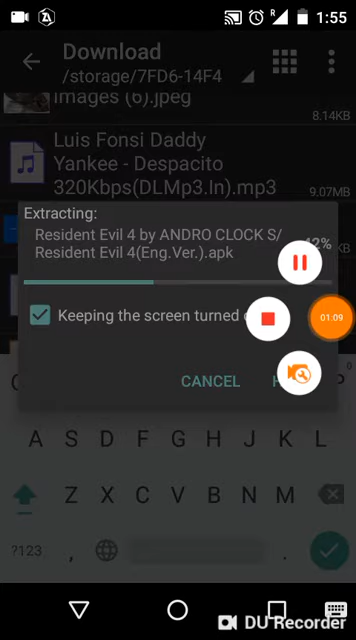 1:55
Download
/storage/7FD6-14F4
images (6).jpeg
8.14KB
Luis Fonsi Daddy
Yankee - Despacito
320Kbps(DLMp3.In).mp3
9.07MB
Extracting:
Resident Evil 4 by ANDRO CLOCK S/
Resident Evil 4(Eng.Ver.).apk
42%
Keeping the screen turned
01:09
CANCEL
H
P
A S D F G H J K L
Z X C V B N M
?123 , .
DU Recorder